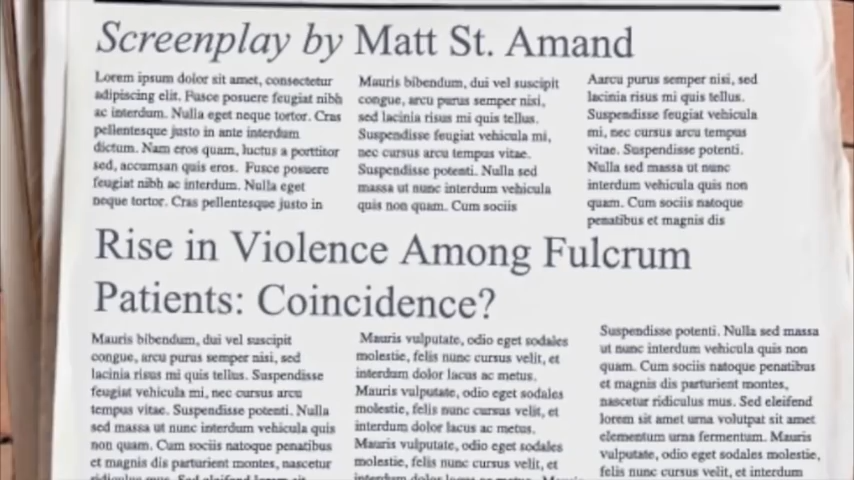 Screenplay by Matt St. Amand
Lorem ipsum dolor sit amet, consectetur
adipiscing elit. Fusce posuere feugiat nibh
ac interdum. Nulla eget neque tortor. Cras
pellentesque justo in ante interdum
dictum. Nam eros quam, luctus a porttitor
sed, accumsan quis eros. Fusce posuere
feugiat nibh ac interdum. Nulla eget
neque tortor. Cras pellentesque justo in
Mauris bibendum, dui vel suscipit
congue, arcu purus semper nisi,
sed lacinia risus mi quis tellus.
Suspendisse feugiat vehicula mi,
nec cursus arcu tempus vitae.
Suspendisse potenti. Nulla sed
massa ut nunc interdum vehicula
quis non quam. Cum sociis
Aarcu purus semper nisi, sed
lacinia risus mi quis tellus.
Suspendisse feugiat vehicula
mi, nec cursus arcu tempus
vitae. Suspendisse potenti.
Nulla sed massa ut nunc
interdum vehicula quis non
quam. Cum sociis natoque
penatibus et magnis dis
Rise in Violence Among Fulcrum
Patients: Coincidence?
Mauris bibendum, dui vel suscipit
congue, arcu purus semper nisi, sed
lacinia risus mi quis tellus. Suspendisse
feugiat vehicula mi, nec cursus arcu
tempus vitae. Suspendisse potenti. Nulla
sed massa ut nunc interdum vehicula quis
non quam. Cum sociis natoque penatibus
et magnis dis parturient montes, nascetur
ridiculus mus. Sed eleifend lorem sit
Mauris vulputate, odio eget sodales
molestie, felis nunc cursus velit, et
interdum dolor lacus ac metus.
Mauris vulputate, odio eget sodales
molestie, felis nunc cursus velit, et
interdum dolor lacus ac metus.
Mauris vulputate, odio eget sodales
molestie, felis nunc cursus velit, et
interdum dolor lacus ac metus.
Suspendisse potenti. Nulla sed massa
ut nunc interdum vehicula quis non
quam. Cum sociis natoque penatibus
et magnis dis parturient montes,
nascetur ridiculus mus. Sed eleifend
lorem sit amet urna volutpat sit amet
elementum urna fermentum. Mauris
vulputate, odio eget sodales molestie,
felis nunc cursus velit, et interdum